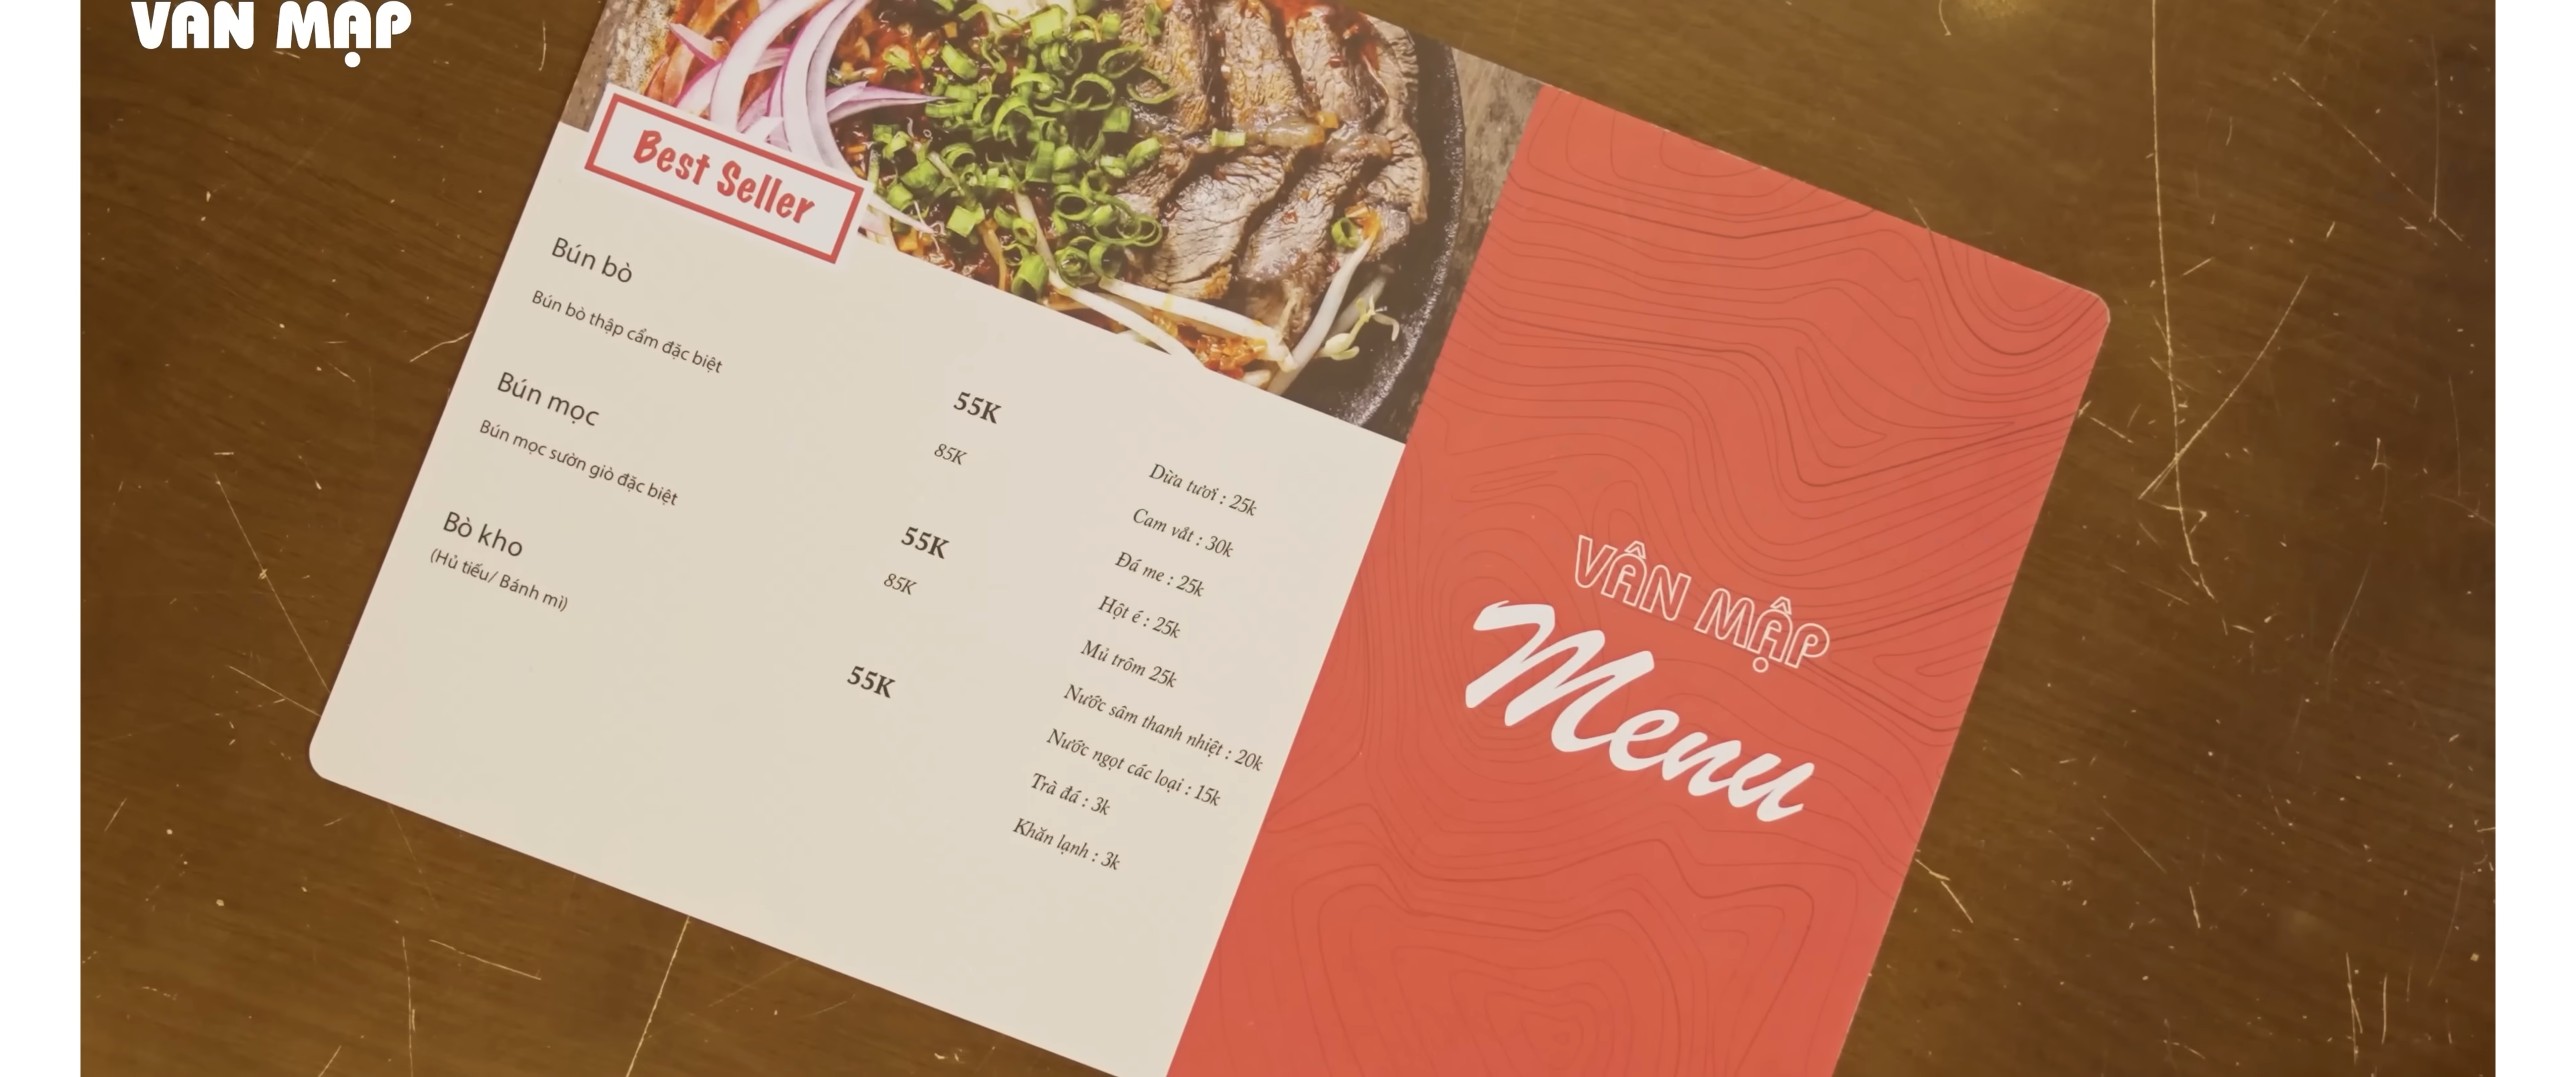 VAN MẬP
Best Seller
Bún bò
55K
Bún bò thập cẩm đặc biệt
85K
Bún mọc
55K
Bún mọc sườn giò đặc biệt
85K
Bò kho
55K
(Hủ tiếu/ Bánh mì)
Dừa tươi : 25k
Cam vắt : 30k
Đá me : 25k
Hột é : 25k
Mủ trôm 25k
Nước sâm thanh nhiệt : 20k
Nước ngọt các loại : 15k
Trà đá : 3k
Khăn lạnh : 3k
VÂN MẬP
Menu